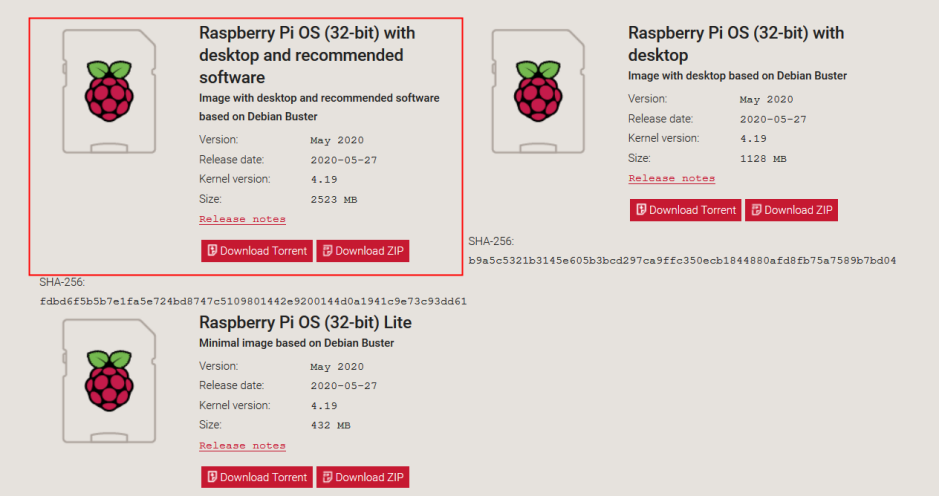 Raspberry Pi OS (32-bit) with
desktop and recommended
software
Image with desktop and recommended software
based on Debian Buster
Version: May 2020
Release date: 2020-05-27
Kernel version: 4.19
Size: 2523 MB
Release notes
Download Torrent Download ZIP
SHA-256:
fdbd6f5b5b7e1fa5e724bd8747c5109801442e9200144d0a1941c9e73c93dd61
Raspberry Pi OS (32-bit) with
desktop
Image with desktop based on Debian Buster
Version: May 2020
Release date: 2020-05-27
Kernel version: 4.19
Size: 1128 MB
Release notes
Download Torrent Download ZIP
SHA-256:
b9a5c5321b3145e605b3bcd297ca9ffc350ecb1844880afd8fb75a7589b7bd04
Raspberry Pi OS (32-bit) Lite
Minimal image based on Debian Buster
Version: May 2020
Release date: 2020-05-27
Kernel version: 4.19
Size: 432 MB
Release notes
Download Torrent Download ZIP